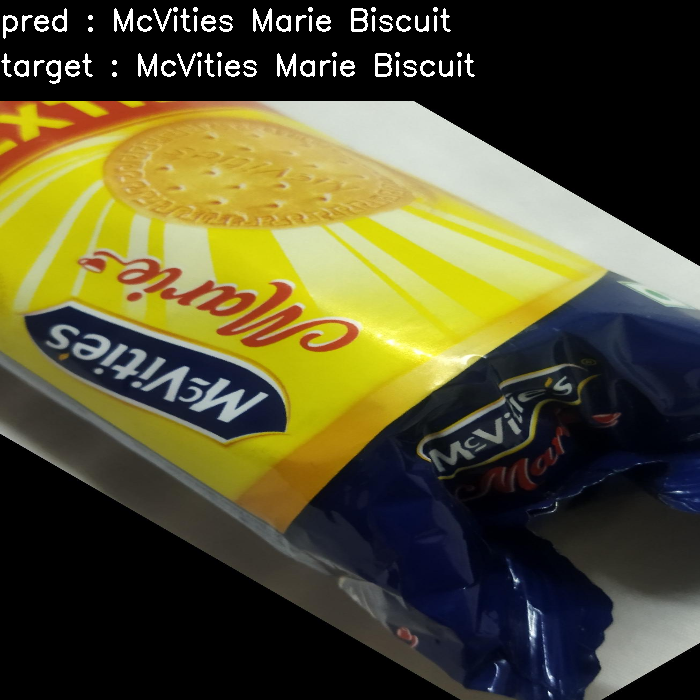 pred : McVities Marie Biscuit
target : McVities Marie Biscuit
Marie
McVitie's
McVitie's